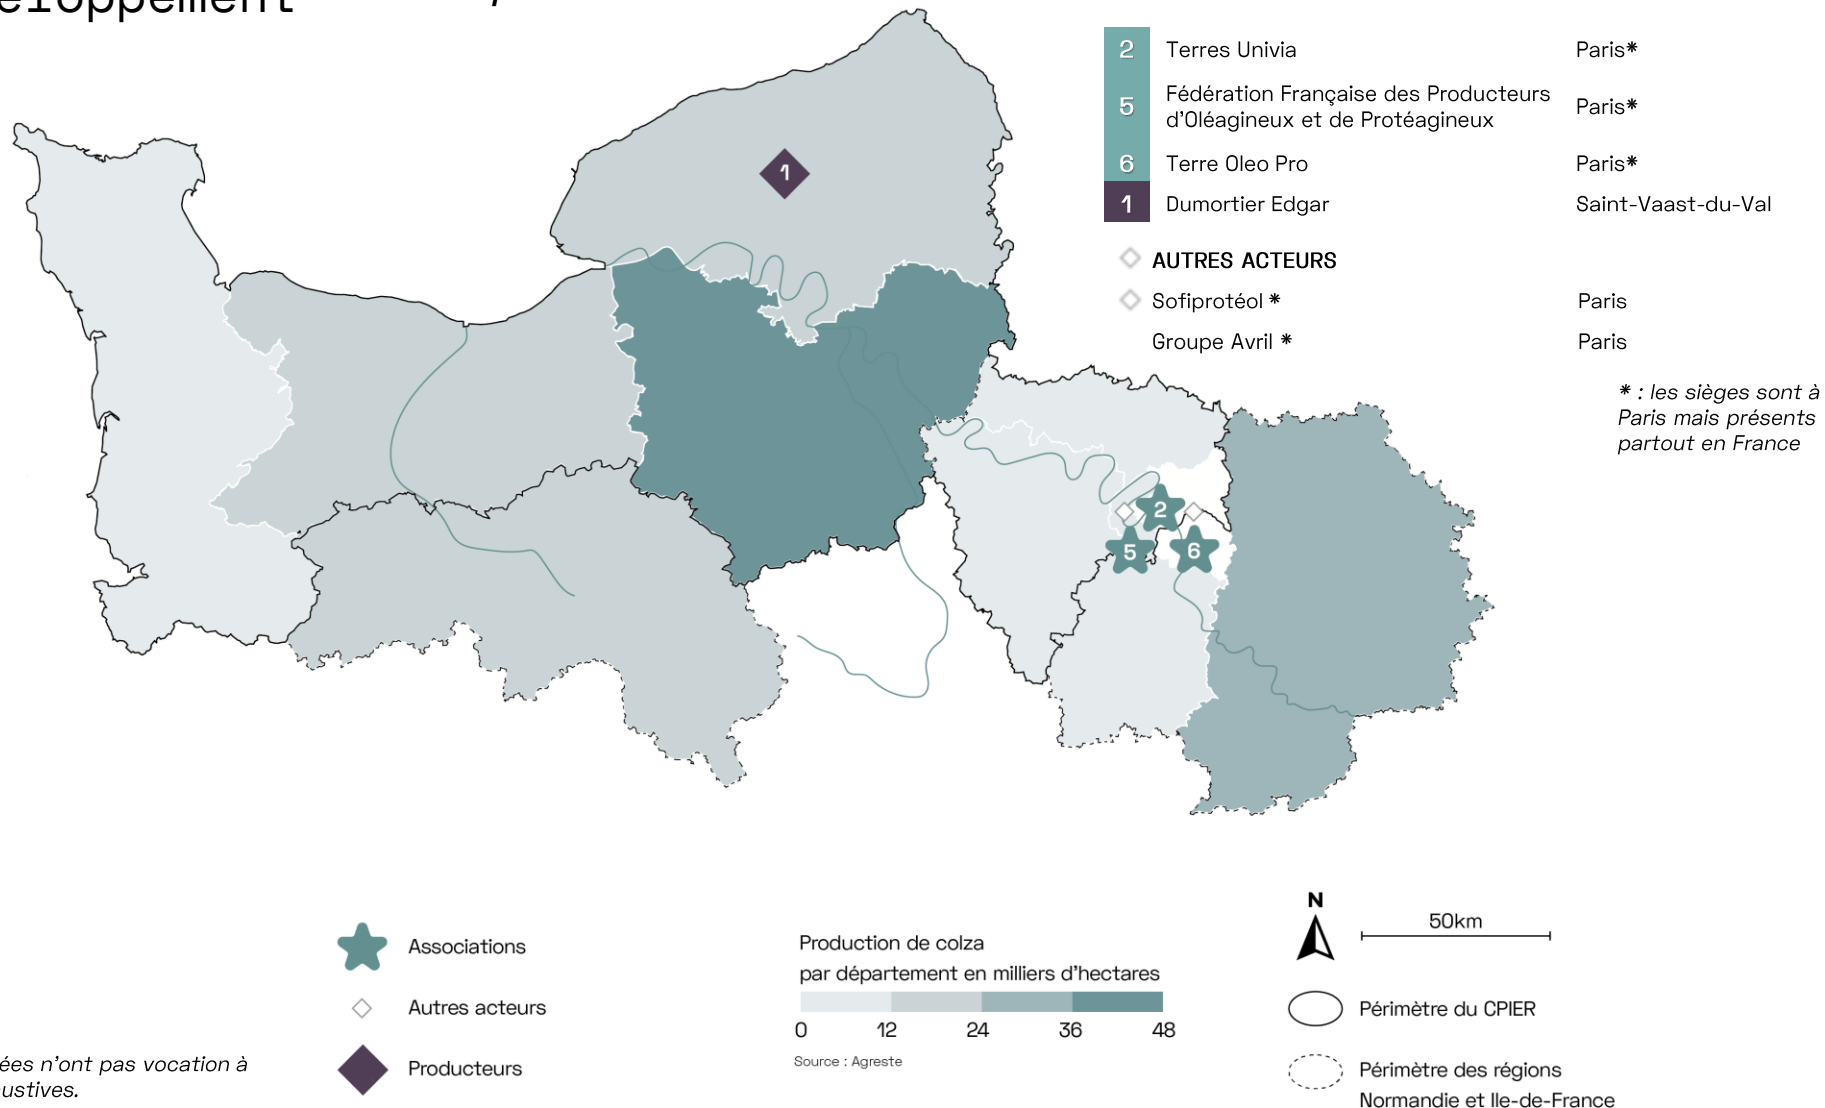 2 Terres Univia Paris*
5 Fédération Française des Producteurs
d'Oléagineux et de Protéagineux Paris*
6 Terre Oleo Pro Paris*
1 Dumortier Edgar Saint-Vaast-du-Val
AUTRES ACTEURS
Sofiprotéol * Paris
Groupe Avril * Paris
* : les sièges sont à
Paris mais présents
partout en France
1
2
5
6
Associations
Autres acteurs
Producteurs
Production de colza
par département en milliers d'hectares
0 12 24 36 48
Source : Agreste
N
50km
Périmètre du CPIER
Périmètre des régions
Normandie et Ile-de-France
ées n'ont pas vocation à
ustives.